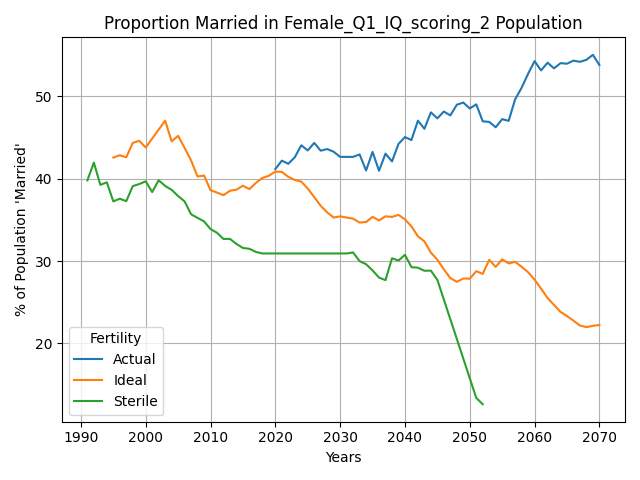 Proportion Married in Female_Q1_IQ_scoring_2 Population
% of Population 'Married'
50
40
30
20
Fertility
Actual
Ideal
Sterile
1990 2000 2010 2020 2030 2040 2050 2060 2070
Years